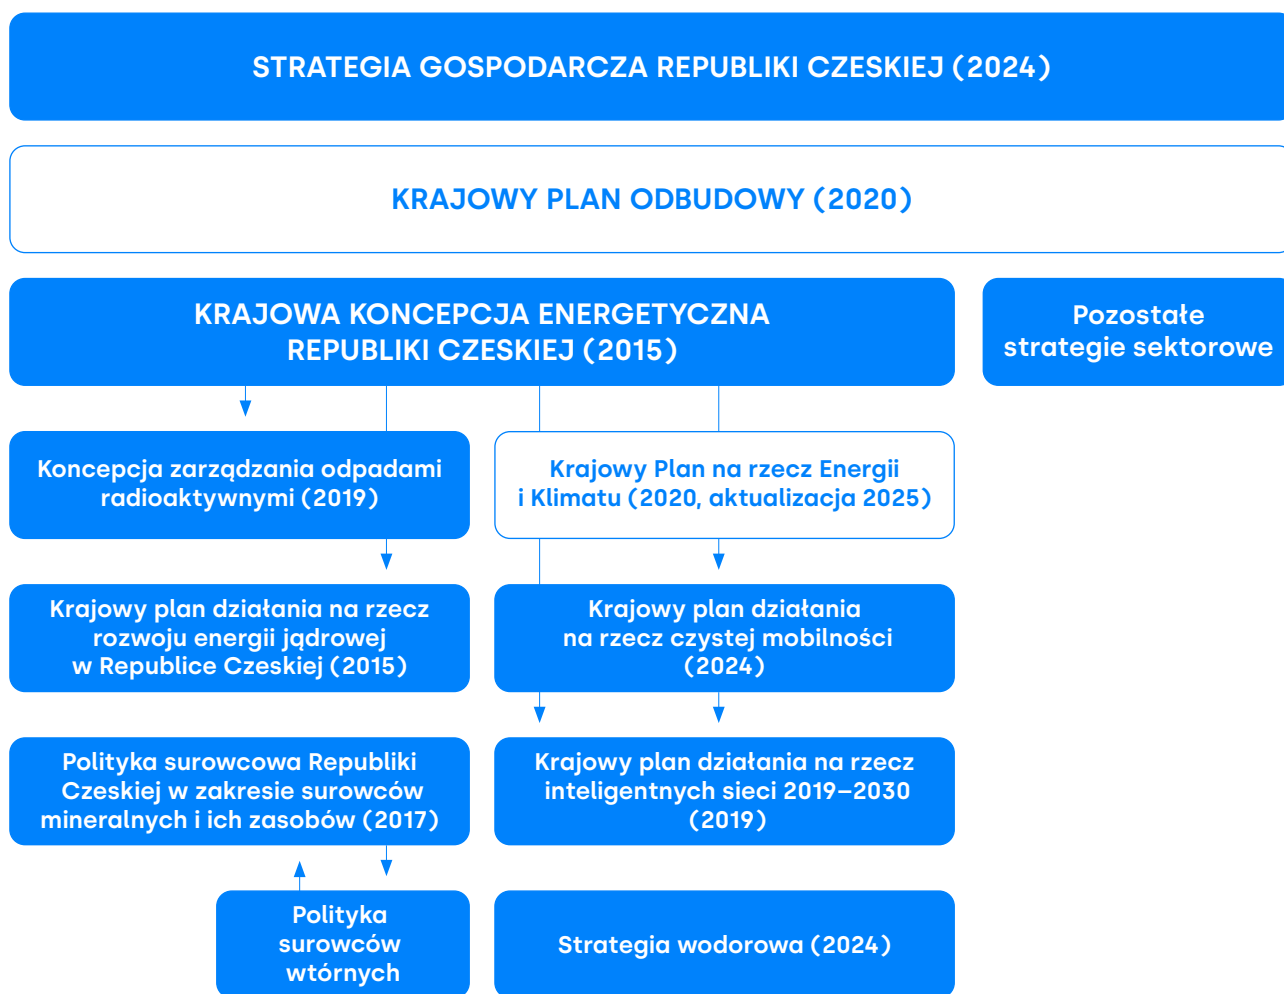 STRATEGIA GOSPODARCZA REPUBLIKI CZESKIEJ (2024)
KRAJOWY PLAN ODBUDOWY (2020)
KRAJOWA KONCEPCJA ENERGETYCZNA
REPUBLIKI CZESKIEJ (2015)
Pozostałe
strategie sektorowe
Koncepcja zarządzania odpadami
radioaktywnymi (2019)
Krajowy Plan na rzecz Energii
i Klimatu (2020, aktualizacja 2025)
Krajowy plan działania na rzecz
rozwoju energii jądrowej
w Republice Czeskiej (2015)
Krajowy plan działania
na rzecz czystej mobilności
(2024)
Polityka surowcowa Republiki
Czeskiej w zakresie surowców
mineralnych i ich zasobów (2017)
Krajowy plan działania na rzecz
inteligentnych sieci 2019–2030
(2019)
Polityka
surowców
wtórnych
Strategia wodorowa (2024)